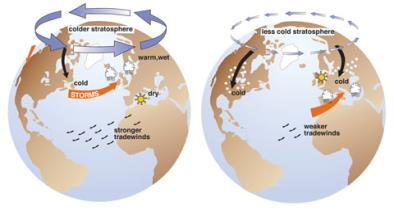 colder stratosphere
warm,wet
cold
STORMS
dry
stronger
tradewinds
less cold stratosphere
cold
cold
weaker
tradewinds